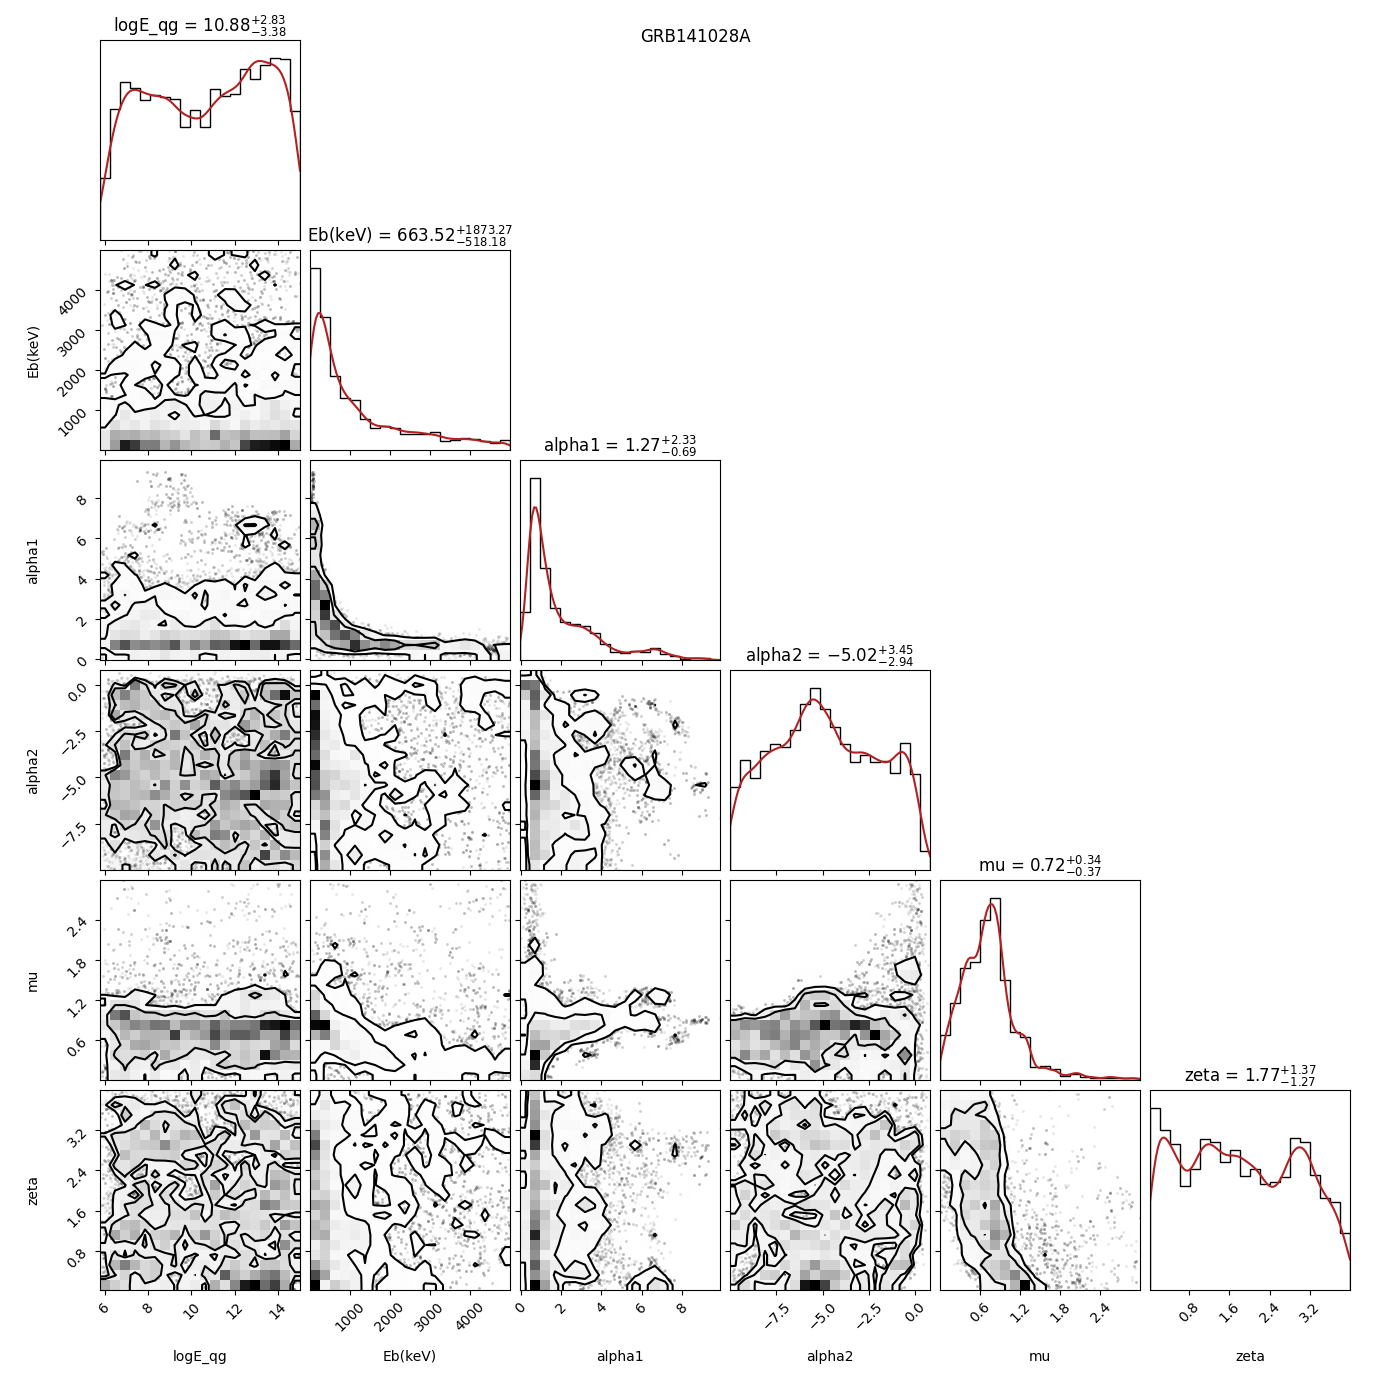 logE_qg = 10.88+2.83 −3.38
GRB141028A
Eb(keV) = 663.52+1873.27 −518.18
4000
3000
2000
1000
Eb(keV)
alpha1 = 1.27+2.33 −0.69
8
6
4
2
0
alpha1
alpha2 = −5.02+3.45 −2.94
0.0
−2.5
−5.0
−7.5
alpha2
mu = 0.72+0.34 −0.37
2.4
1.8
1.2
0.6
mu
zeta = 1.77+1.37 −1.27
3.2
2.4
1.6
0.8
zeta
6 8 10 12 14
1000 2000 3000 4000
0 2 4 6 8
−7.5 −5.0 −2.5 0.0
0.6 1.2 1.8 2.4
0.8 1.6 2.4 3.2
logE_qg
Eb(keV)
alpha1
alpha2
mu
zeta